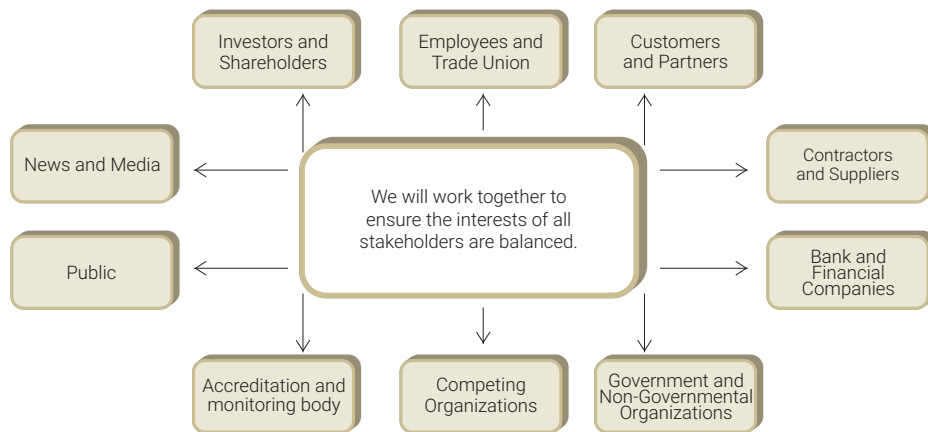 Investors and
Shareholders
Employees and
Trade Union
Customers
and Partners
News and Media
Contractors
and Suppliers
We will work together to
ensure the interests of all
stakeholders are balanced.
Public
Bank and
Financial
Companies
Accreditation and
monitoring body
Competing
Organizations
Government and
Non-Governmental
Organizations